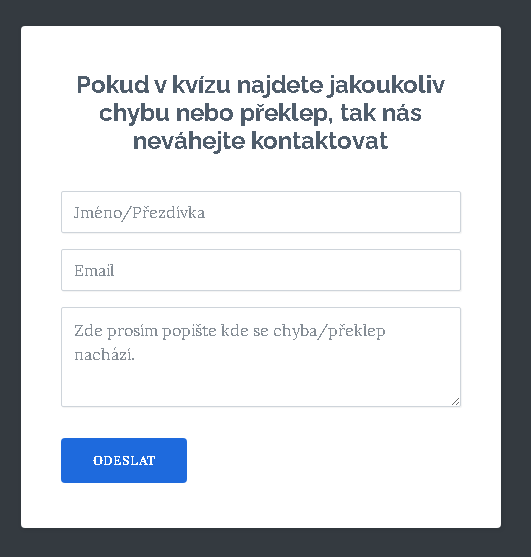 Pokud v kvízu najdete jakoukoliv
chybu nebo překlep, tak nás
neváhejte kontaktovat
Jméno/Přezdívka
Email
Zde prosím popište kde se chyba/překlep
nachází.
ODESLAT